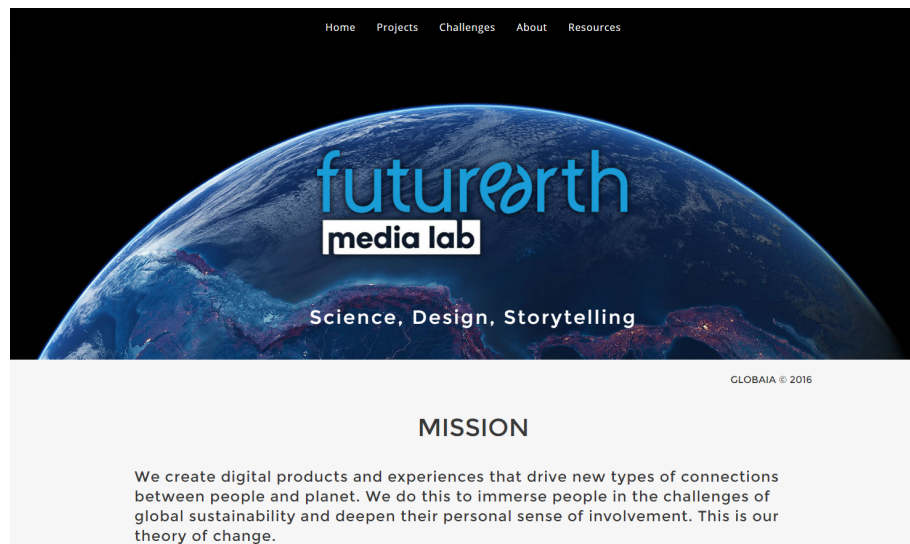 Home Projects Challenges About Resources
futurearth
media lab
Science, Design, Storytelling
GLOBAIA © 2016
MISSION
We create digital products and experiences that drive new types of connections
between people and planet. We do this to immerse people in the challenges of
global sustainability and deepen their personal sense of involvement. This is our
theory of change.